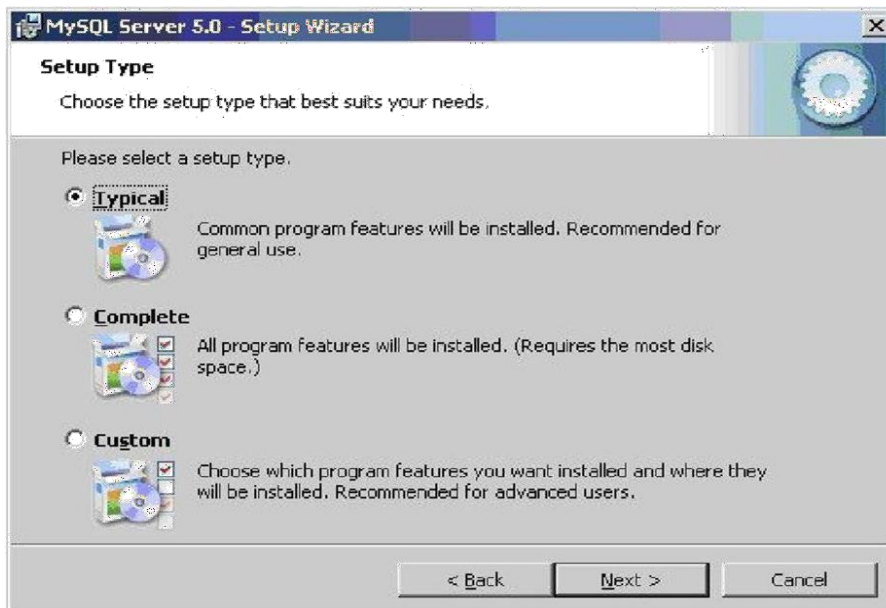 MySQL Server 5.0 - Setup Wizard
Setup Type
Choose the setup type that best suits your needs.
Please select a setup type.
Typical
Common program features will be installed. Recommended for
general use.
Complete
All program features will be installed. (Requires the most disk
space.)
Custom
Choose which program features you want installed and where they
will be installed. Recommended for advanced users.
< Back
Next >
Cancel